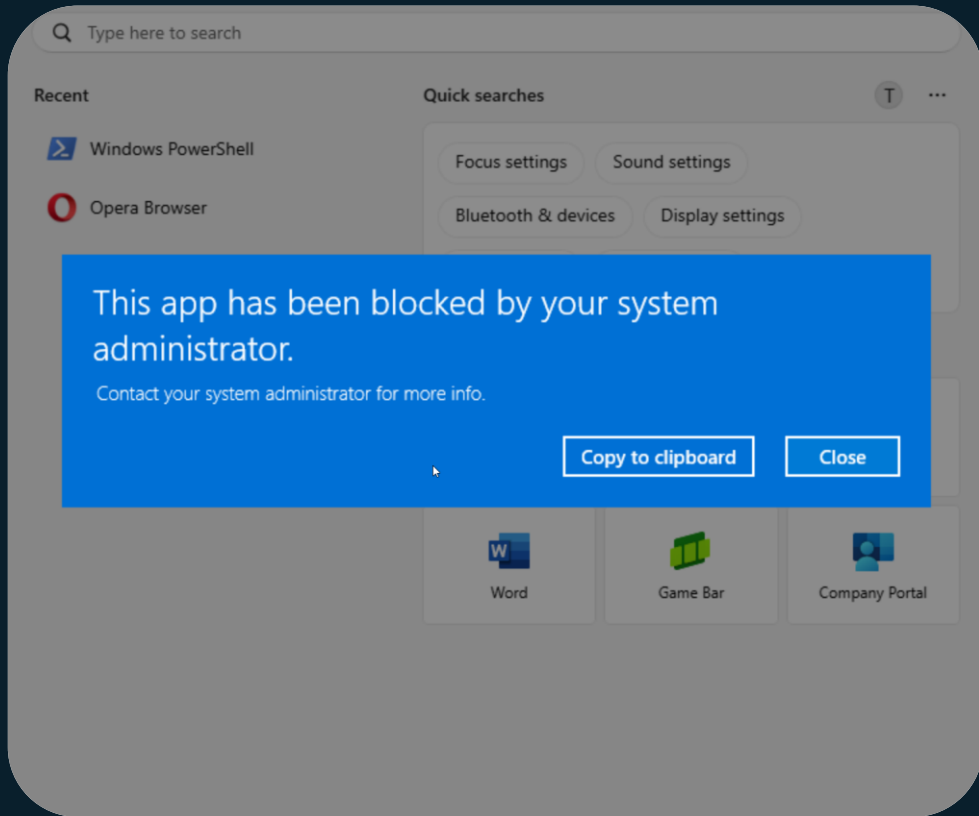 Type here to search
Recent
Quick searches
T
Windows PowerShell
Focus settings
Sound settings
Opera Browser
Bluetooth & devices
Display settings
This app has been blocked by your system
administrator.
Contact your system administrator for more info.
Copy to clipboard
Close
W
Word
Game Bar
Company Portal